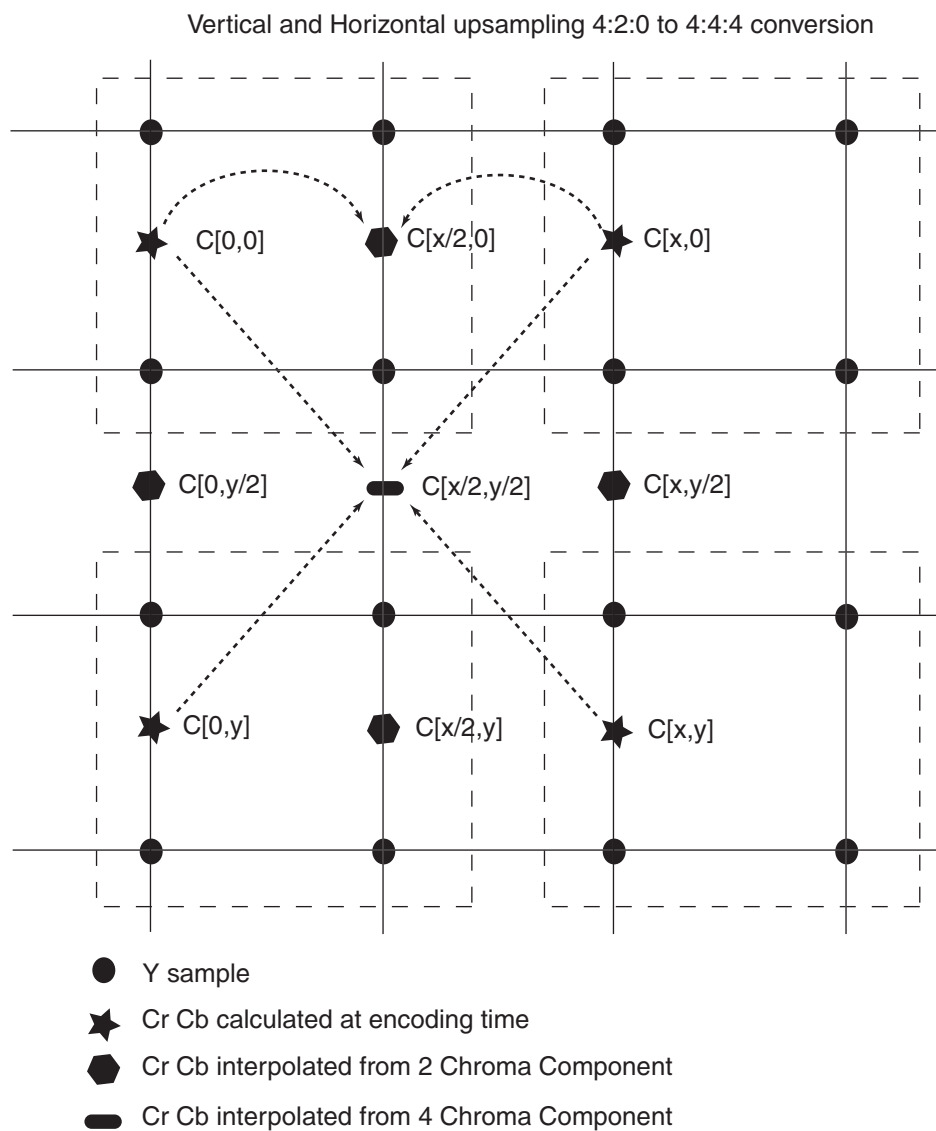 Vertical and Horizontal upsampling 4:2:0 to 4:4:4 conversion
C[0,0] C[x/2,0] C[x,0]
C[0,y/2] C[x/2,y/2] C[x,y/2]
C[0,y] C[x/2,y] C[x,y]
Y sample
Cr Cb calculated at encoding time
Cr Cb interpolated from 2 Chroma Component
Cr Cb interpolated from 4 Chroma Component